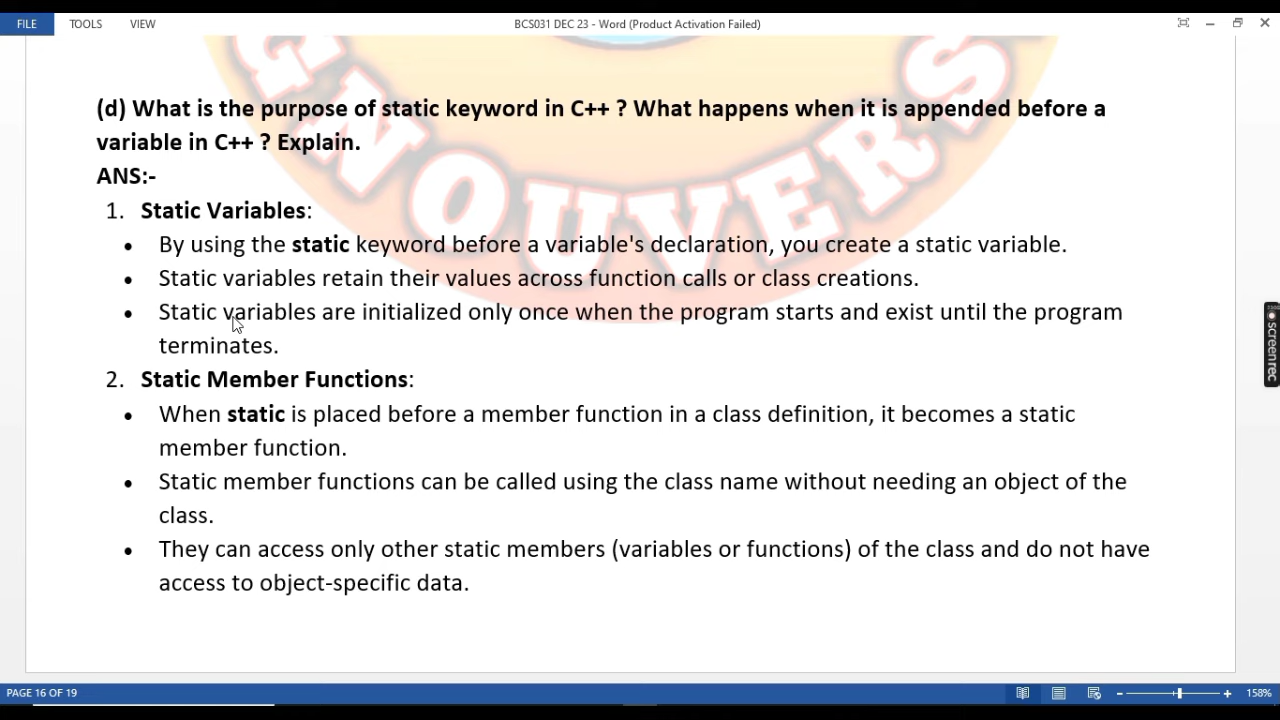 FILE TOOLS VIEW BCS031 DEC 23 - Word (Product Activation Failed)
GNOUVERS
(d) What is the purpose of static keyword in C++ ? What happens when it is appended before a
variable in C++ ? Explain.
ANS:-
1. Static Variables:
• By using the static keyword before a variable's declaration, you create a static variable.
• Static variables retain their values across function calls or class creations.
• Static variables are initialized only once when the program starts and exist until the program
terminates.
2. Static Member Functions:
• When static is placed before a member function in a class definition, it becomes a static
member function.
• Static member functions can be called using the class name without needing an object of the
class.
• They can access only other static members (variables or functions) of the class and do not have
access to object-specific data.
screenrec
PAGE 16 OF 19 158%